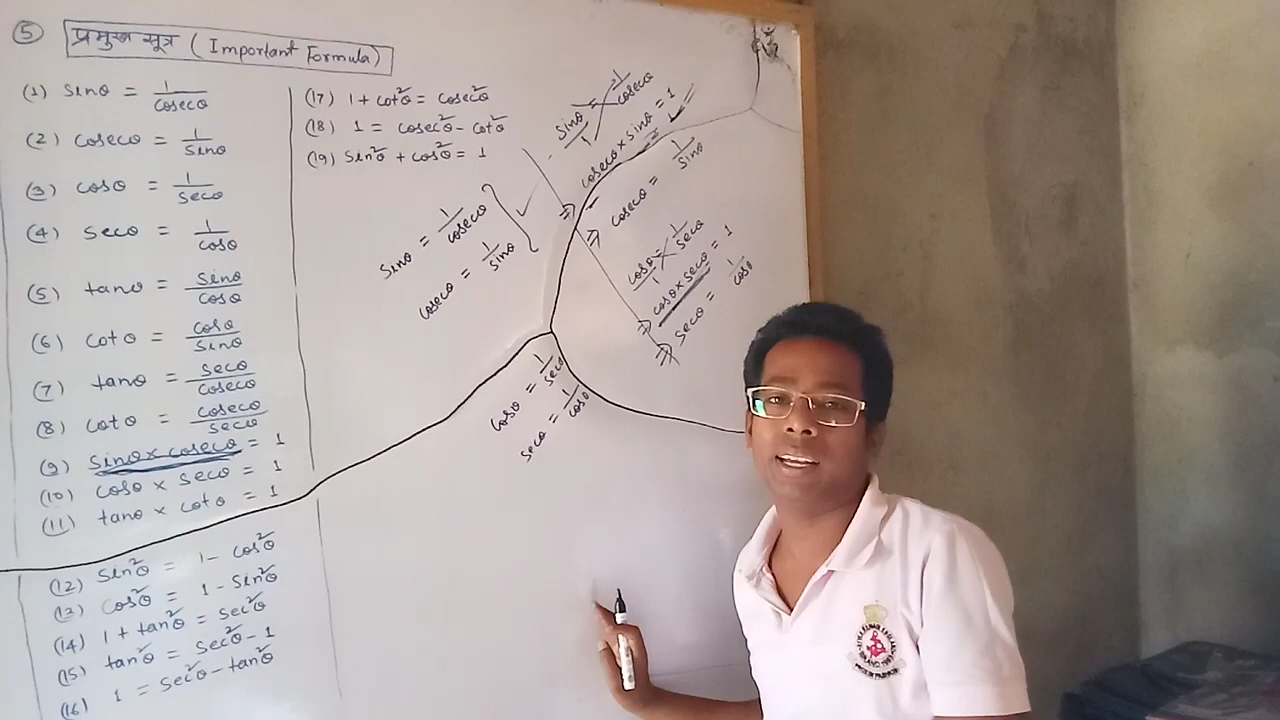 ⑤ प्रमुख सूत्र ( Important Formula)
(1) Sinθ = 1/cosecθ
(2) cosecθ = 1/sinθ
(3) cosθ = 1/secθ
(4) secθ = 1/cosθ
(5) tanθ = sinθ/cosθ
(6) cotθ = cosθ/sinθ
(7) tanθ = secθ/cosecθ
(8) cotθ = cosecθ/secθ
(9) sinθ × cosecθ = 1
(10) cosθ × secθ = 1
(11) tanθ × cotθ = 1
(12) sin²θ = 1 - cos²θ
(13) cos²θ = 1 - sin²θ
(14) 1 + tan²θ = sec²θ
(15) tan²θ = sec²θ - 1
(16) 1 = sec²θ - tan²θ
(17) 1 + cot²θ = cosec²θ
(18) 1 = cosec²θ - cot²θ
(19) Sin²θ + cos²θ = 1
sinθ = 1/cosecθ
cosecθ = 1/sinθ
cosθ = 1/secθ
secθ = 1/cosθ
sinθ/1 = 1/cosecθ
⇒ cosecθ × sinθ = 1
⇒ cosecθ = 1/sinθ
cosθ/1 = 1/secθ
⇒ cosθ × secθ = 1
⇒ secθ = 1/cosθ